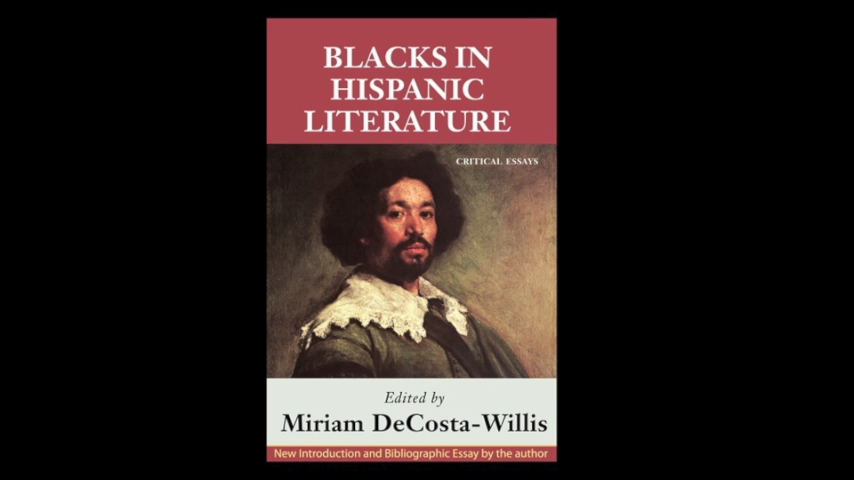 BLACKS IN
HISPANIC
LITERATURE
CRITICAL ESSAYS
Edited by
Miriam DeCosta-Willis
New Introduction and Bibliographic Essay by the author